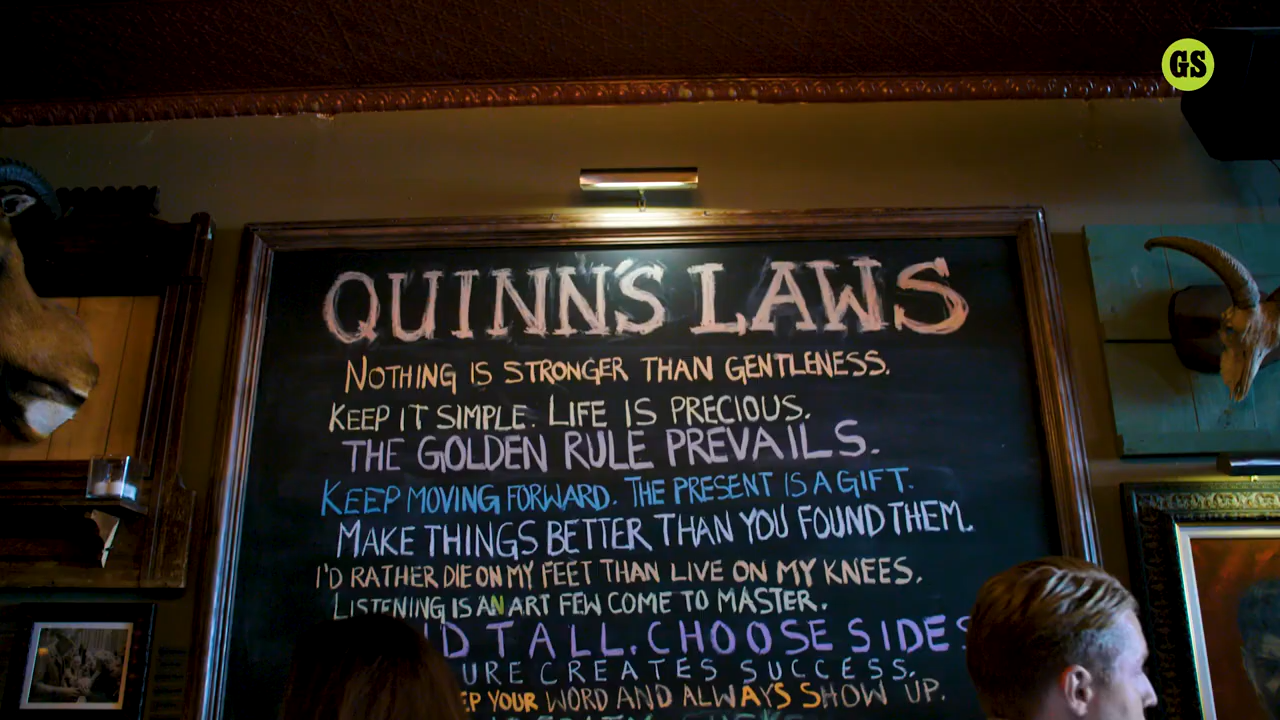 GS
QUINN'S LAWS
NOTHING IS STRONGER THAN GENTLENESS.
KEEP IT SIMPLE. LIFE IS PRECIOUS.
THE GOLDEN RULE PREVAILS.
KEEP MOVING FORWARD. THE PRESENT IS A GIFT.
MAKE THINGS BETTER THAN YOU FOUND THEM.
I'D RATHER DIE ON MY FEET THAN LIVE ON MY KNEES.
LISTENING IS AN ART FEW COME TO MASTER.
TALL. CHOOSE SIDES
CREATES SUCCESS.
YOUR WORD AND ALWAYS SHOW UP.